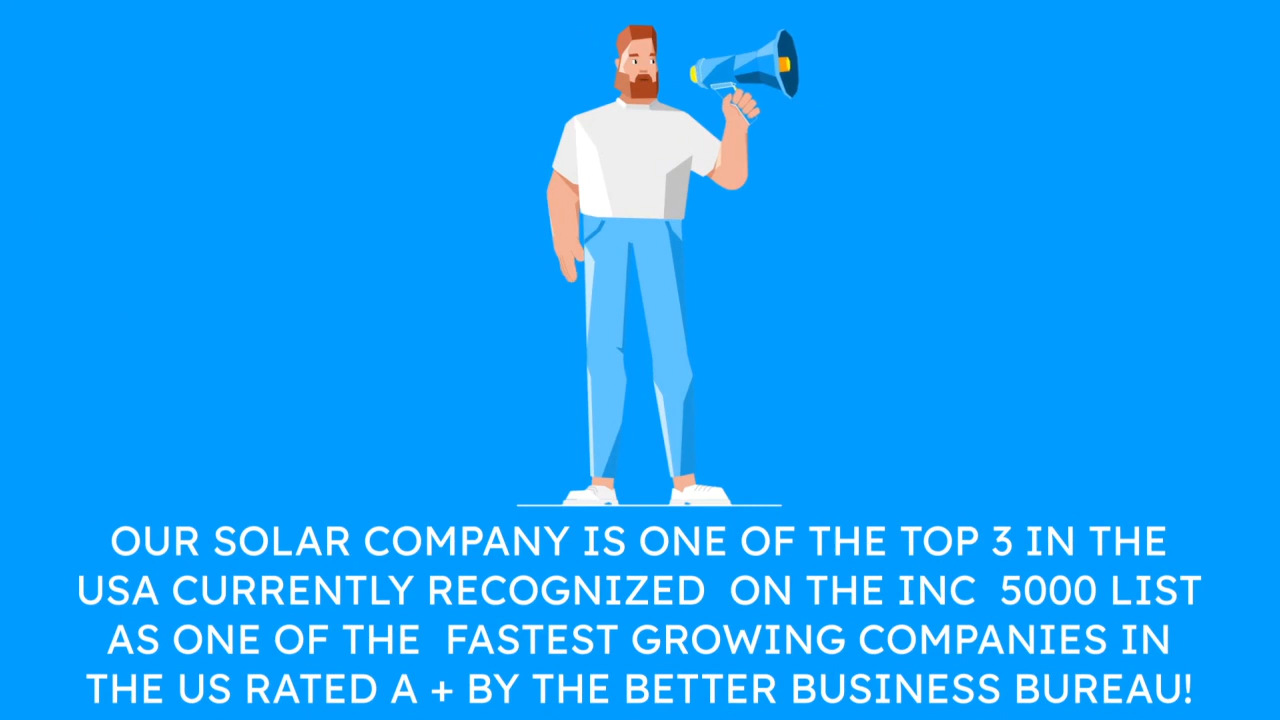 OUR SOLAR COMPANY IS ONE OF THE TOP 3 IN THE
USA CURRENTLY RECOGNIZED ON THE INC 5000 LIST
AS ONE OF THE FASTEST GROWING COMPANIES IN
THE US RATED A + BY THE BETTER BUSINESS BUREAU!